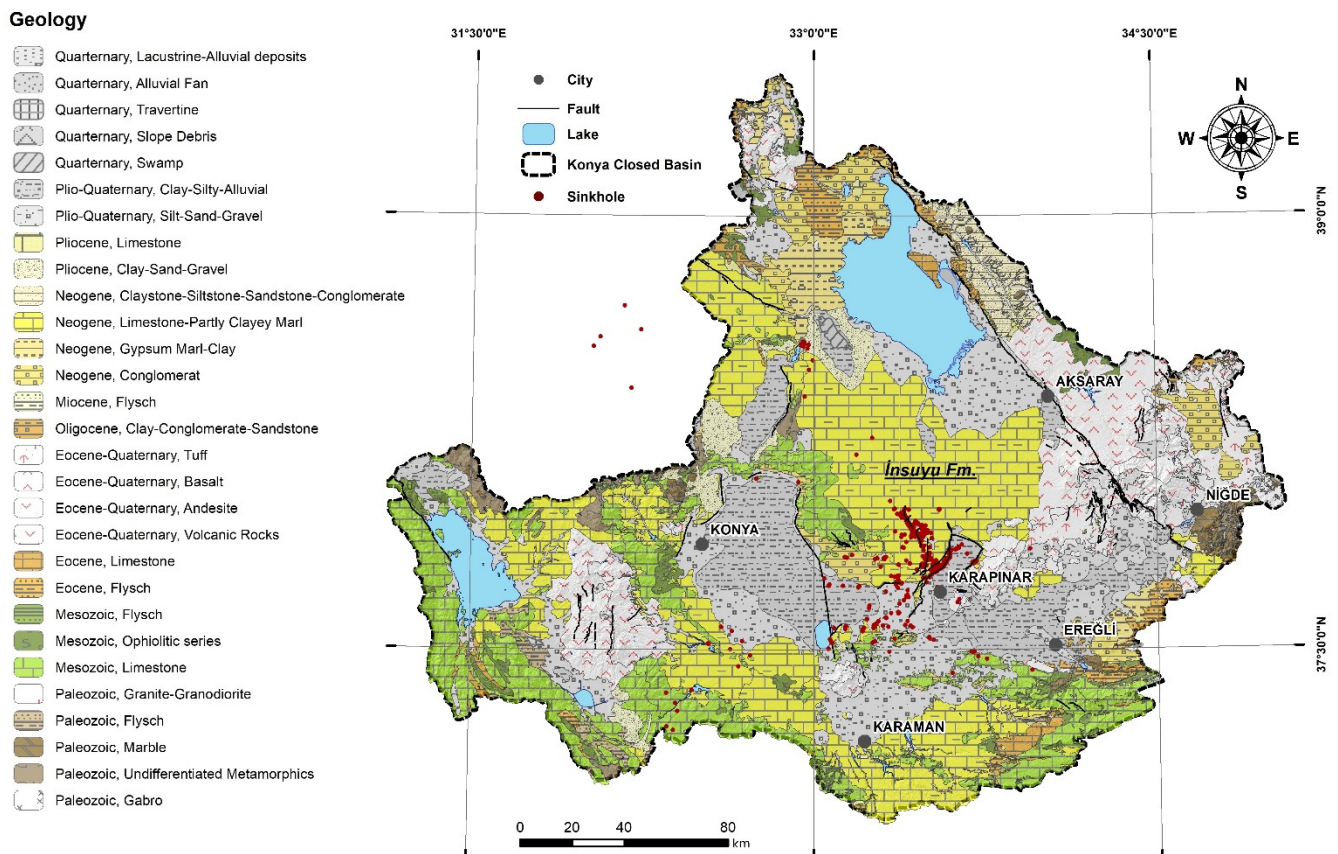 Geology
Quarternary, Lacustrine-Alluvial deposits
Quarternary, Alluvial Fan
Quarternary, Travertine
Quarternary, Slope Debris
Quarternary, Swamp
Plio-Quaternary, Clay-Silty-Alluvial
Plio-Quaternary, Silt-Sand-Gravel
Pliocene, Limestone
Pliocene, Clay-Sand-Gravel
Neogene, Claystone-Siltstone-Sandstone-Conglomerate
Neogene, Limestone-Partly Clayey Marl
Neogene, Gypsum Marl-Clay
Neogene, Conglomerat
Miocene, Flysch
Oligocene, Clay-Conglomerate-Sandstone
Eocene-Quaternary, Tuff
Eocene-Quaternary, Basalt
Eocene-Quaternary, Andesite
Eocene-Quaternary, Volcanic Rocks
Eocene, Limestone
Eocene, Flysch
Mesozoic, Flysch
Mesozoic, Ophiolitic series
Mesozoic, Limestone
Paleozoic, Granite-Granodiorite
Paleozoic, Flysch
Paleozoic, Marble
Paleozoic, Undifferentiated Metamorphics
Paleozoic, Gabro
31°30'0"E
33°0'0"E
34°30'0"E
City
Fault
Lake
Konya Closed Basin
Sinkhole
N
W
E
S
39°0'0"N
37°30'0"N
AKSARAY
İnsuyu Fm.
NİGDE
KONYA
KARAPINAR
EREĞLİ
KARAMAN
0 20 40 80
km